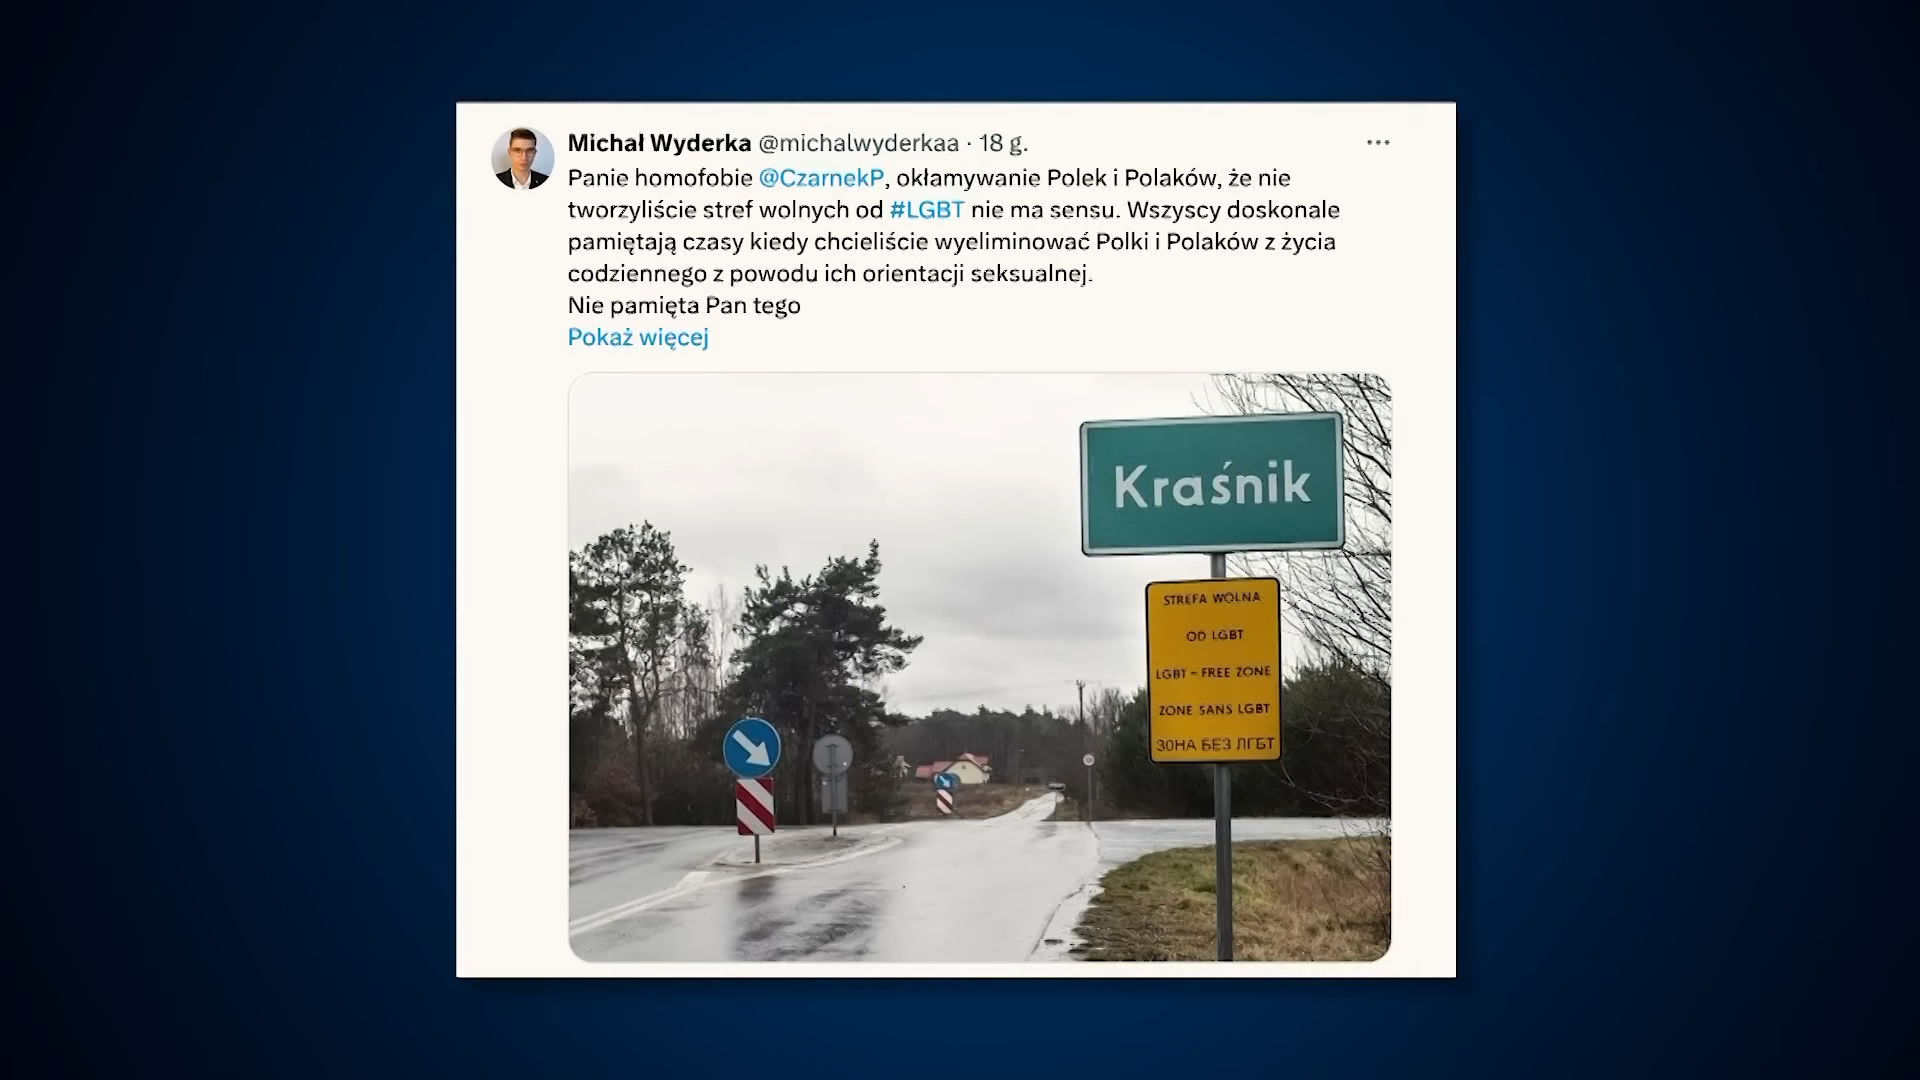 Michał Wyderka @michalwyderkaa · 18 g.
Panie homofobie @CzarnekP, okłamywanie Polek i Polaków, że nie
tworzyliście stref wolnych od #LGBT nie ma sensu. Wszyscy doskonale
pamiętają czasy kiedy chcieliście wyeliminować Polki i Polaków z życia
codziennego z powodu ich orientacji seksualnej.
Nie pamięta Pan tego
Pokaż więcej
Kraśnik
STREFA WOLNA
OD LGBT
LGBT - FREE ZONE
ZONE SANS LGBT
ЗОНА БЕЗ ЛГБТ